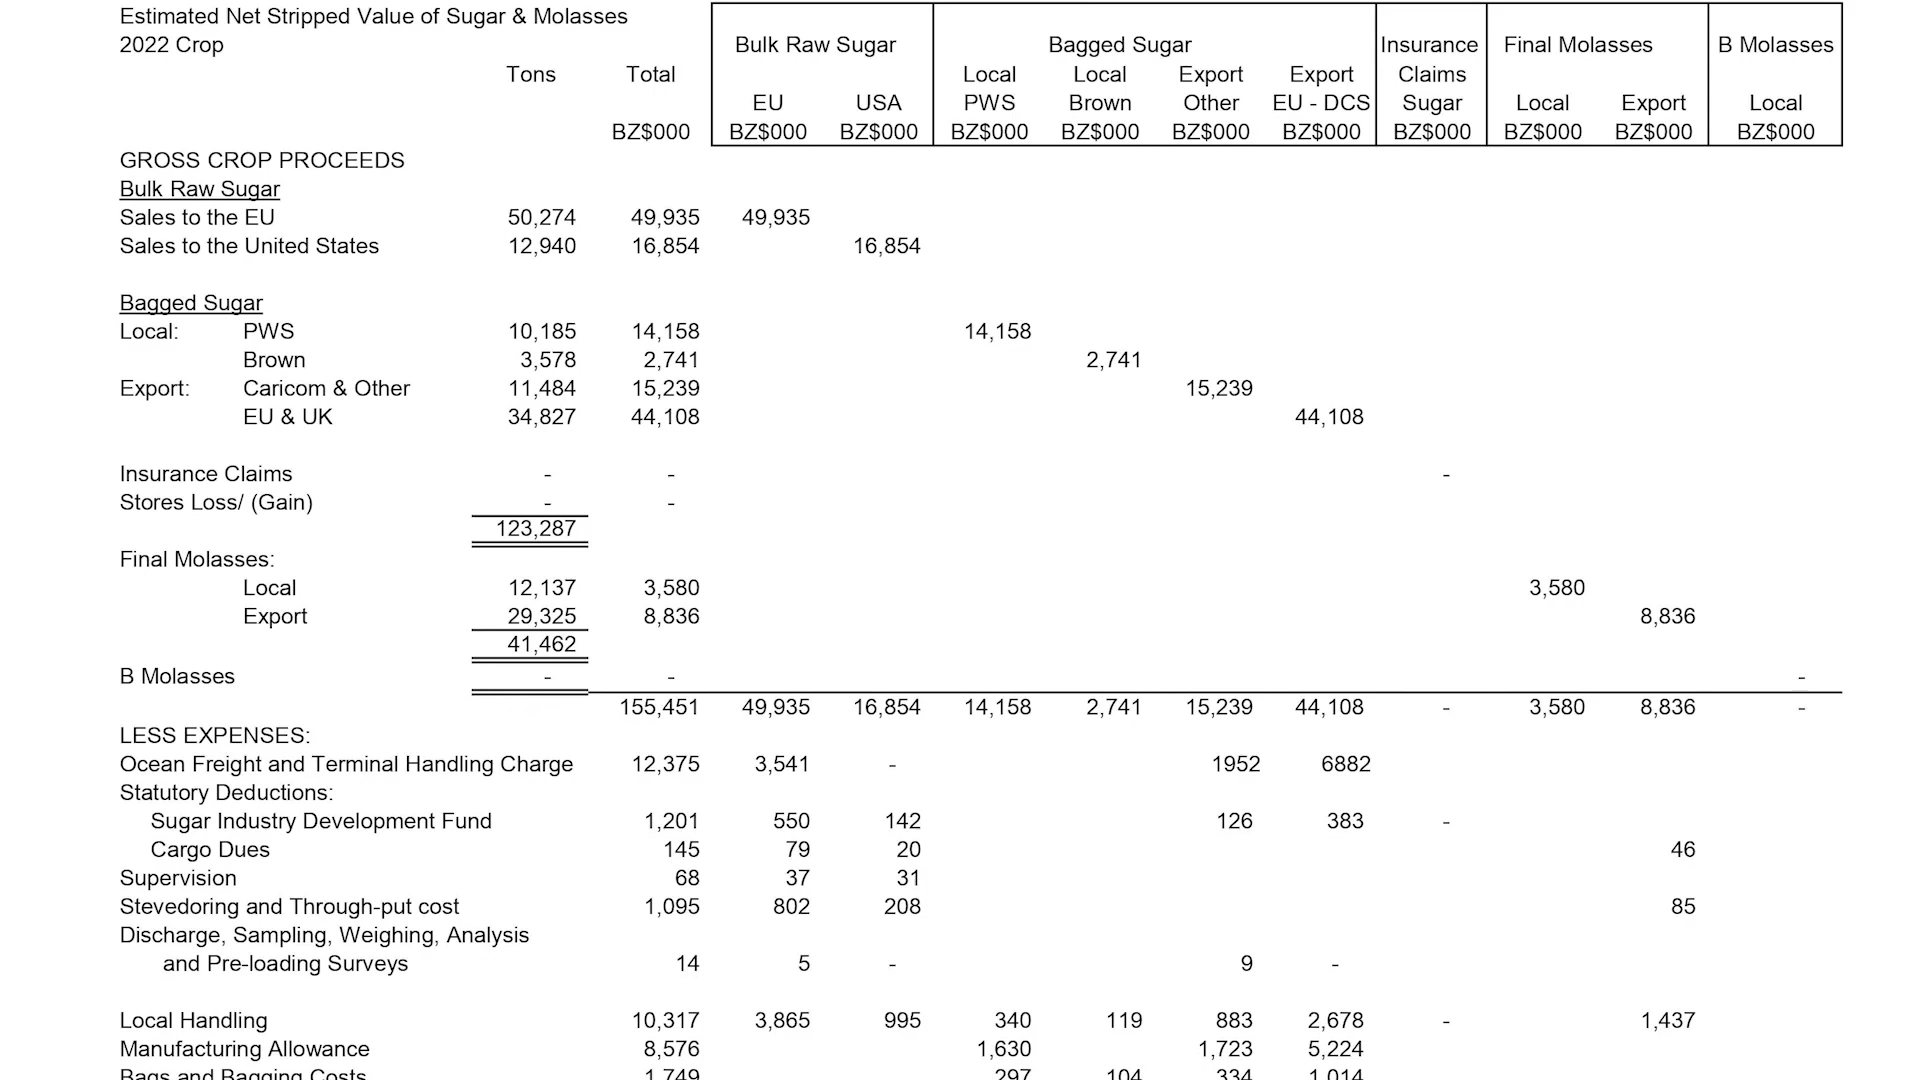 Estimated Net Stripped Value of Sugar & Molasses
2022 Crop Bulk Raw Sugar Bagged Sugar Insurance Final Molasses B Molasses
Tons Total Local Local Export Export Claims
EU USA PWS Brown Other EU - DCS Sugar Local Export Local
BZ$000 BZ$000 BZ$000 BZ$000 BZ$000 BZ$000 BZ$000 BZ$000 BZ$000 BZ$000 BZ$000
GROSS CROP PROCEEDS
Bulk Raw Sugar
Sales to the EU 50,274 49,935 49,935
Sales to the United States 12,940 16,854 16,854
Bagged Sugar
Local: PWS 10,185 14,158 14,158
Brown 3,578 2,741 2,741
Export: Caricom & Other 11,484 15,239 15,239
EU & UK 34,827 44,108 44,108
Insurance Claims - - -
Stores Loss/ (Gain) - -
123,287
Final Molasses:
Local 12,137 3,580 3,580
Export 29,325 8,836 8,836
41,462
B Molasses - - -
155,451 49,935 16,854 14,158 2,741 15,239 44,108 - 3,580 8,836 -
LESS EXPENSES:
Ocean Freight and Terminal Handling Charge 12,375 3,541 - 1952 6882
Statutory Deductions:
Sugar Industry Development Fund 1,201 550 142 126 383 -
Cargo Dues 145 79 20 46
Supervision 68 37 31
Stevedoring and Through-put cost 1,095 802 208 85
Discharge, Sampling, Weighing, Analysis
and Pre-loading Surveys 14 5 - 9 -
Local Handling 10,317 3,865 995 340 119 883 2,678 - 1,437
Manufacturing Allowance 8,576 1,630 1,723 5,224
Bags and Bagging Costs 1,749 297 104 334 1,014